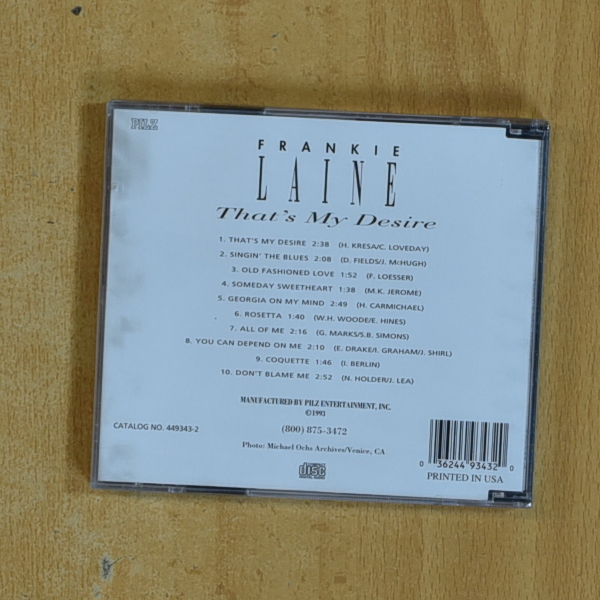 PILZ
FRANKIE
LAINE
That's My Desire
1. THAT'S MY DESIRE 2:38 (H. KRESA/C. LOVEDAY)
2. SINGIN' THE BLUES 2:08 (D. FIELDS/J. McHUGH)
3. OLD FASHIONED LOVE 1:52 (F. LOESSER)
4. SOMEDAY SWEETHEART 1:38 (M.K. JEROME)
5. GEORGIA ON MY MIND 2:49 (H. CARMICHAEL)
6. ROSETTA 1:40 (W.H. WOODE/E. HINES)
7. ALL OF ME 2:16 (G. MARKS/S.B. SIMONS)
8. YOU CAN DEPEND ON ME 2:10 (E. DRAKE/I. GRAHAM/J. SHIRL)
9. COQUETTE 1:46 (I. BERLIN)
10. DON'T BLAME ME 2:52 (N. HOLDER/J. LEA)
MANUFACTURED BY PILZ ENTERTAINMENT, INC.
©1993
(800) 875-3472
CATALOG NO. 449343-2
Photo: Michael Ochs Archives/Venice, CA
COMPACT
disc
DIGITAL AUDIO
0 36244 93432 0
PRINTED IN USA